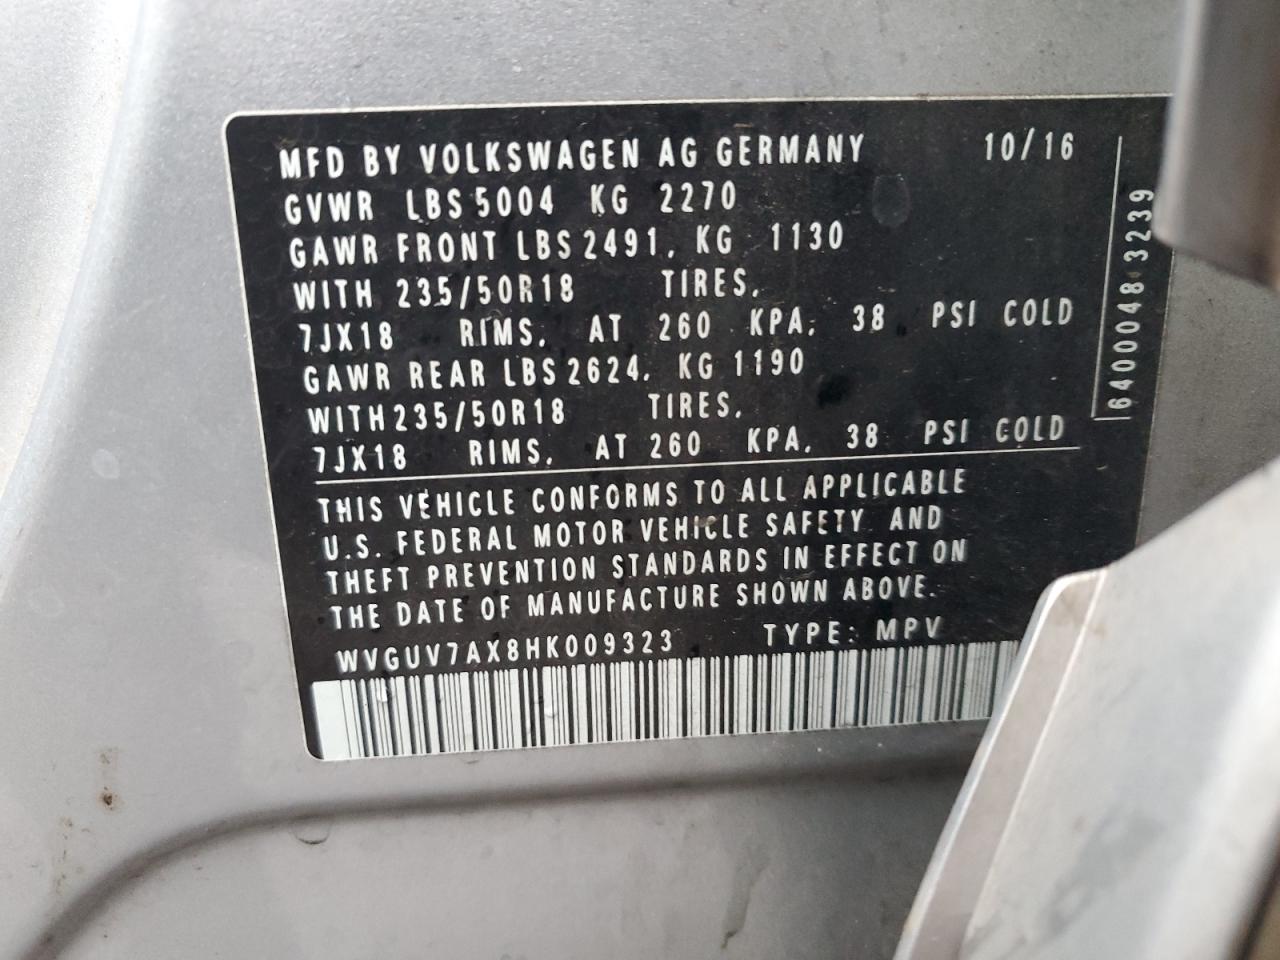 MFD BY VOLKSWAGEN AG GERMANY 10/16
GVWR LBS 5004 KG 2270
GAWR FRONT LBS 2491, KG 1130
WITH 235/50R18 TIRES,
7JX18 RIMS, AT 260 KPA, 38 PSI COLD
GAWR REAR LBS 2624, KG 1190
WITH 235/50R18 TIRES,
7JX18 RIMS, AT 260 KPA, 38 PSI COLD
THIS VEHICLE CONFORMS TO ALL APPLICABLE
U.S. FEDERAL MOTOR VEHICLE SAFETY AND
THEFT PREVENTION STANDARDS IN EFFECT ON
THE DATE OF MANUFACTURE SHOWN ABOVE.
WVGUV7AX8HK009323 TYPE: MPV
6400048 3239